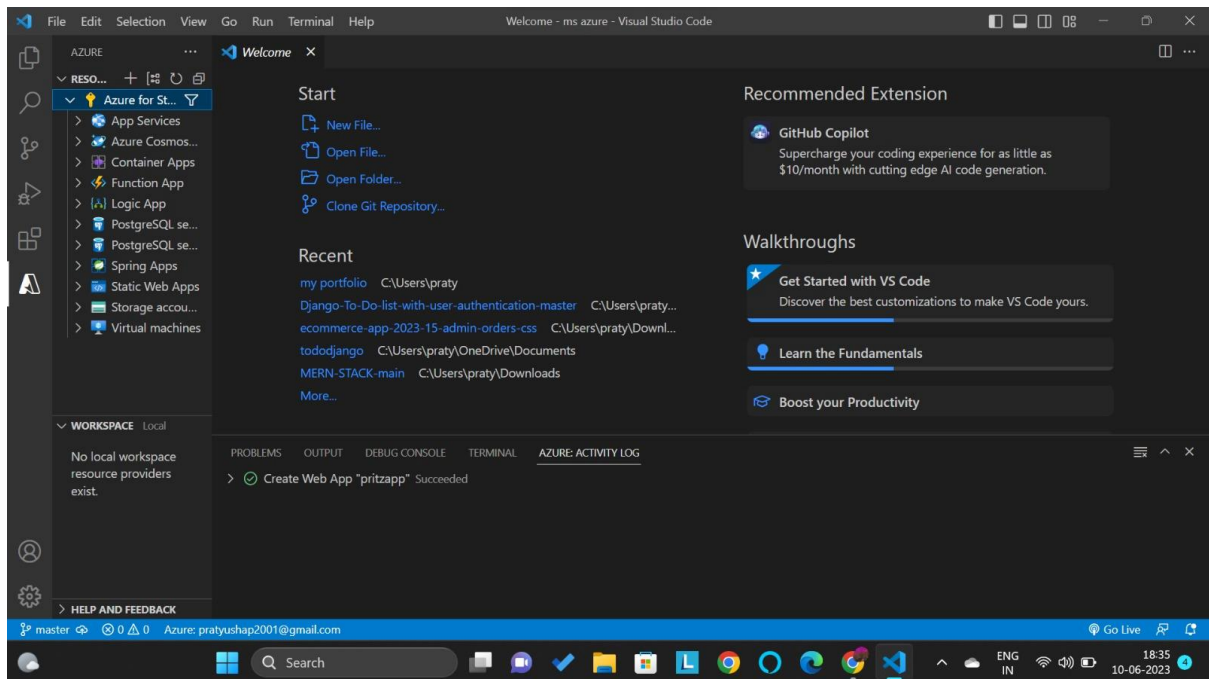 File Edit Selection View Go Run Terminal Help
Welcome - ms azure - Visual Studio Code
AZURE
RESO...
Azure for St...
App Services
Azure Cosmos...
Container Apps
Function App
Logic App
PostgreSQL se...
PostgreSQL se...
Spring Apps
Static Web Apps
Storage accou...
Virtual machines
WORKSPACE Local
No local workspace
resource providers
exist.
HELP AND FEEDBACK
Welcome
Start
New File...
Open File...
Open Folder...
Clone Git Repository...
Recent
my portfolio C:\Users\praty
Django-To-Do-list-with-user-authentication-master C:\Users\praty...
ecommerce-app-2023-15-admin-orders-css C:\Users\praty\Downl...
tododjango C:\Users\praty\OneDrive\Documents
MERN-STACK-main C:\Users\praty\Downloads
More...
Recommended Extension
GitHub Copilot
Supercharge your coding experience for as little as
$10/month with cutting edge AI code generation.
Walkthroughs
Get Started with VS Code
Discover the best customizations to make VS Code yours.
Learn the Fundamentals
Boost your Productivity
PROBLEMS OUTPUT DEBUG CONSOLE TERMINAL AZURE: ACTIVITY LOG
Create Web App "pritzapp" Succeeded
master 0 0 Azure: pratyushap2001@gmail.com
Go Live
Search
L
ENG
IN
18:35
10-06-2023
4